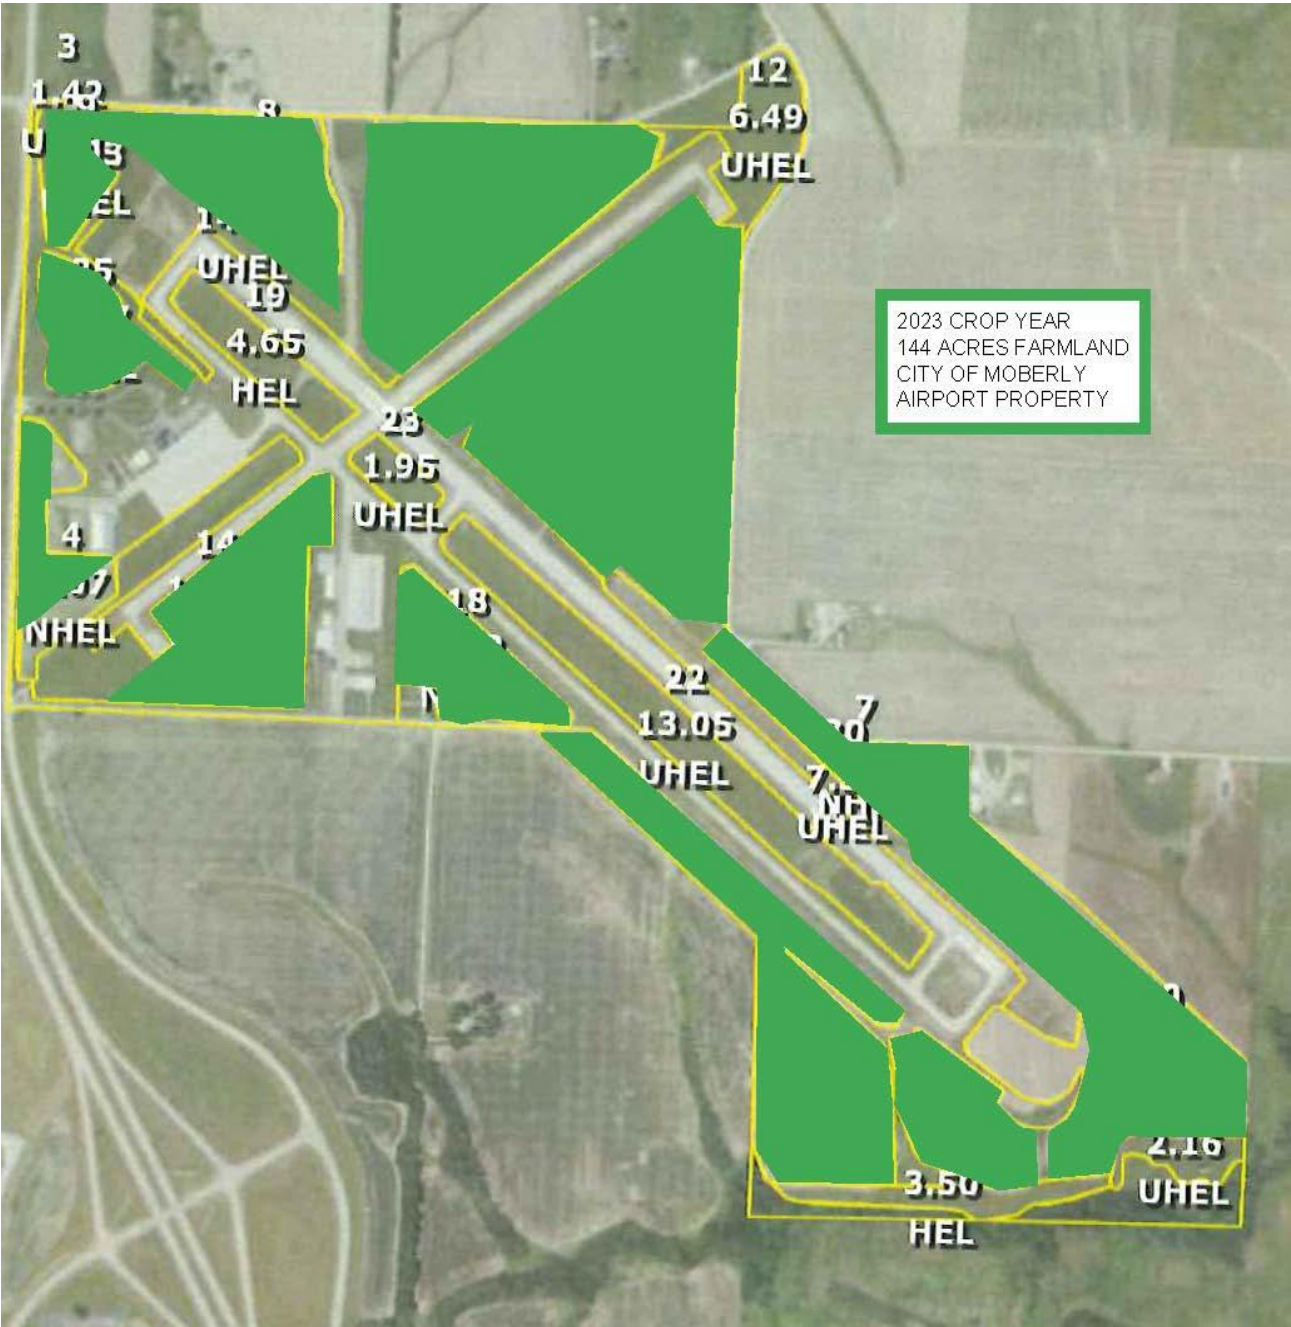 3
1.42
8
12
6.49
UHEL
UHEL
19
4.65
HEL
2023 CROP YEAR
144 ACRES FARMLAND
CITY OF MOBERLY
AIRPORT PROPERTY
23
1.95
UHEL
4
14
NHEL
18
22
13.05
UHEL
7
UHEL
2.16
UHEL
3.50
HEL